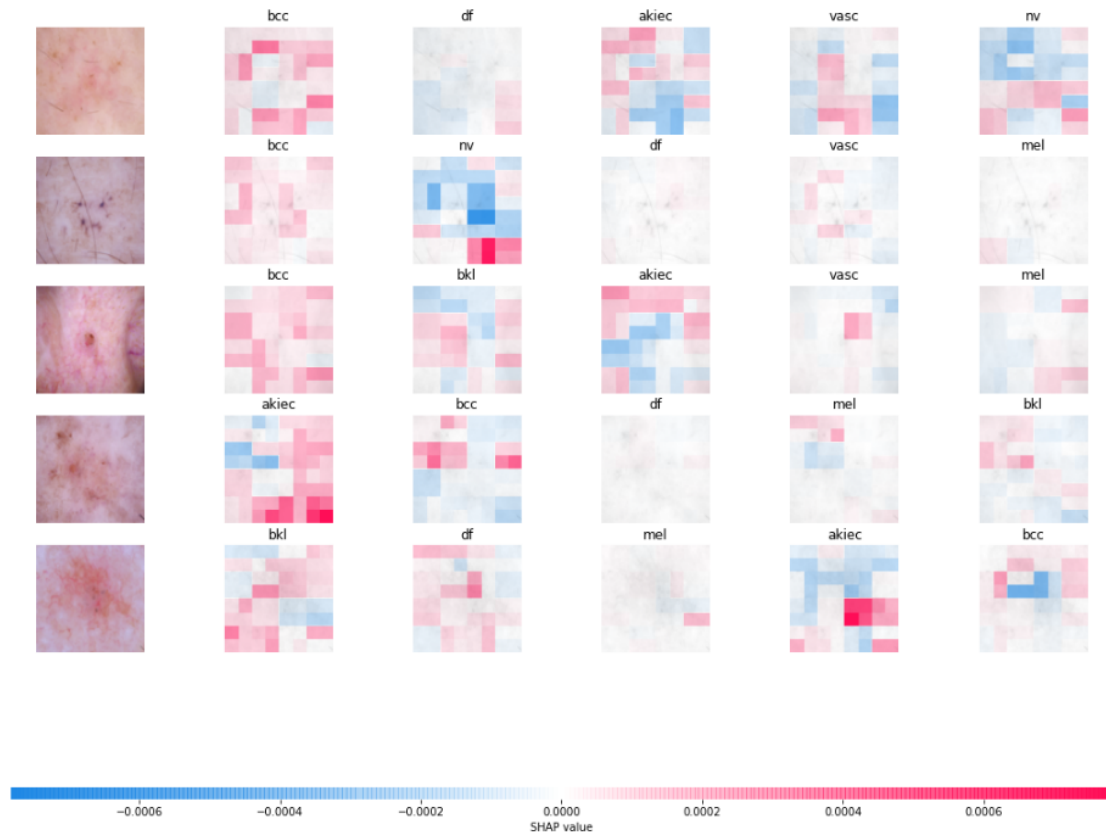 bcc df akiec vasc nv
bcc nv df vasc mel
bcc bkl akiec vasc mel
akiec bcc df mel bkl
bkl df mel akiec bcc
−0.0006 −0.0004 −0.0002 0.0000 0.0002 0.0004 0.0006
SHAP value